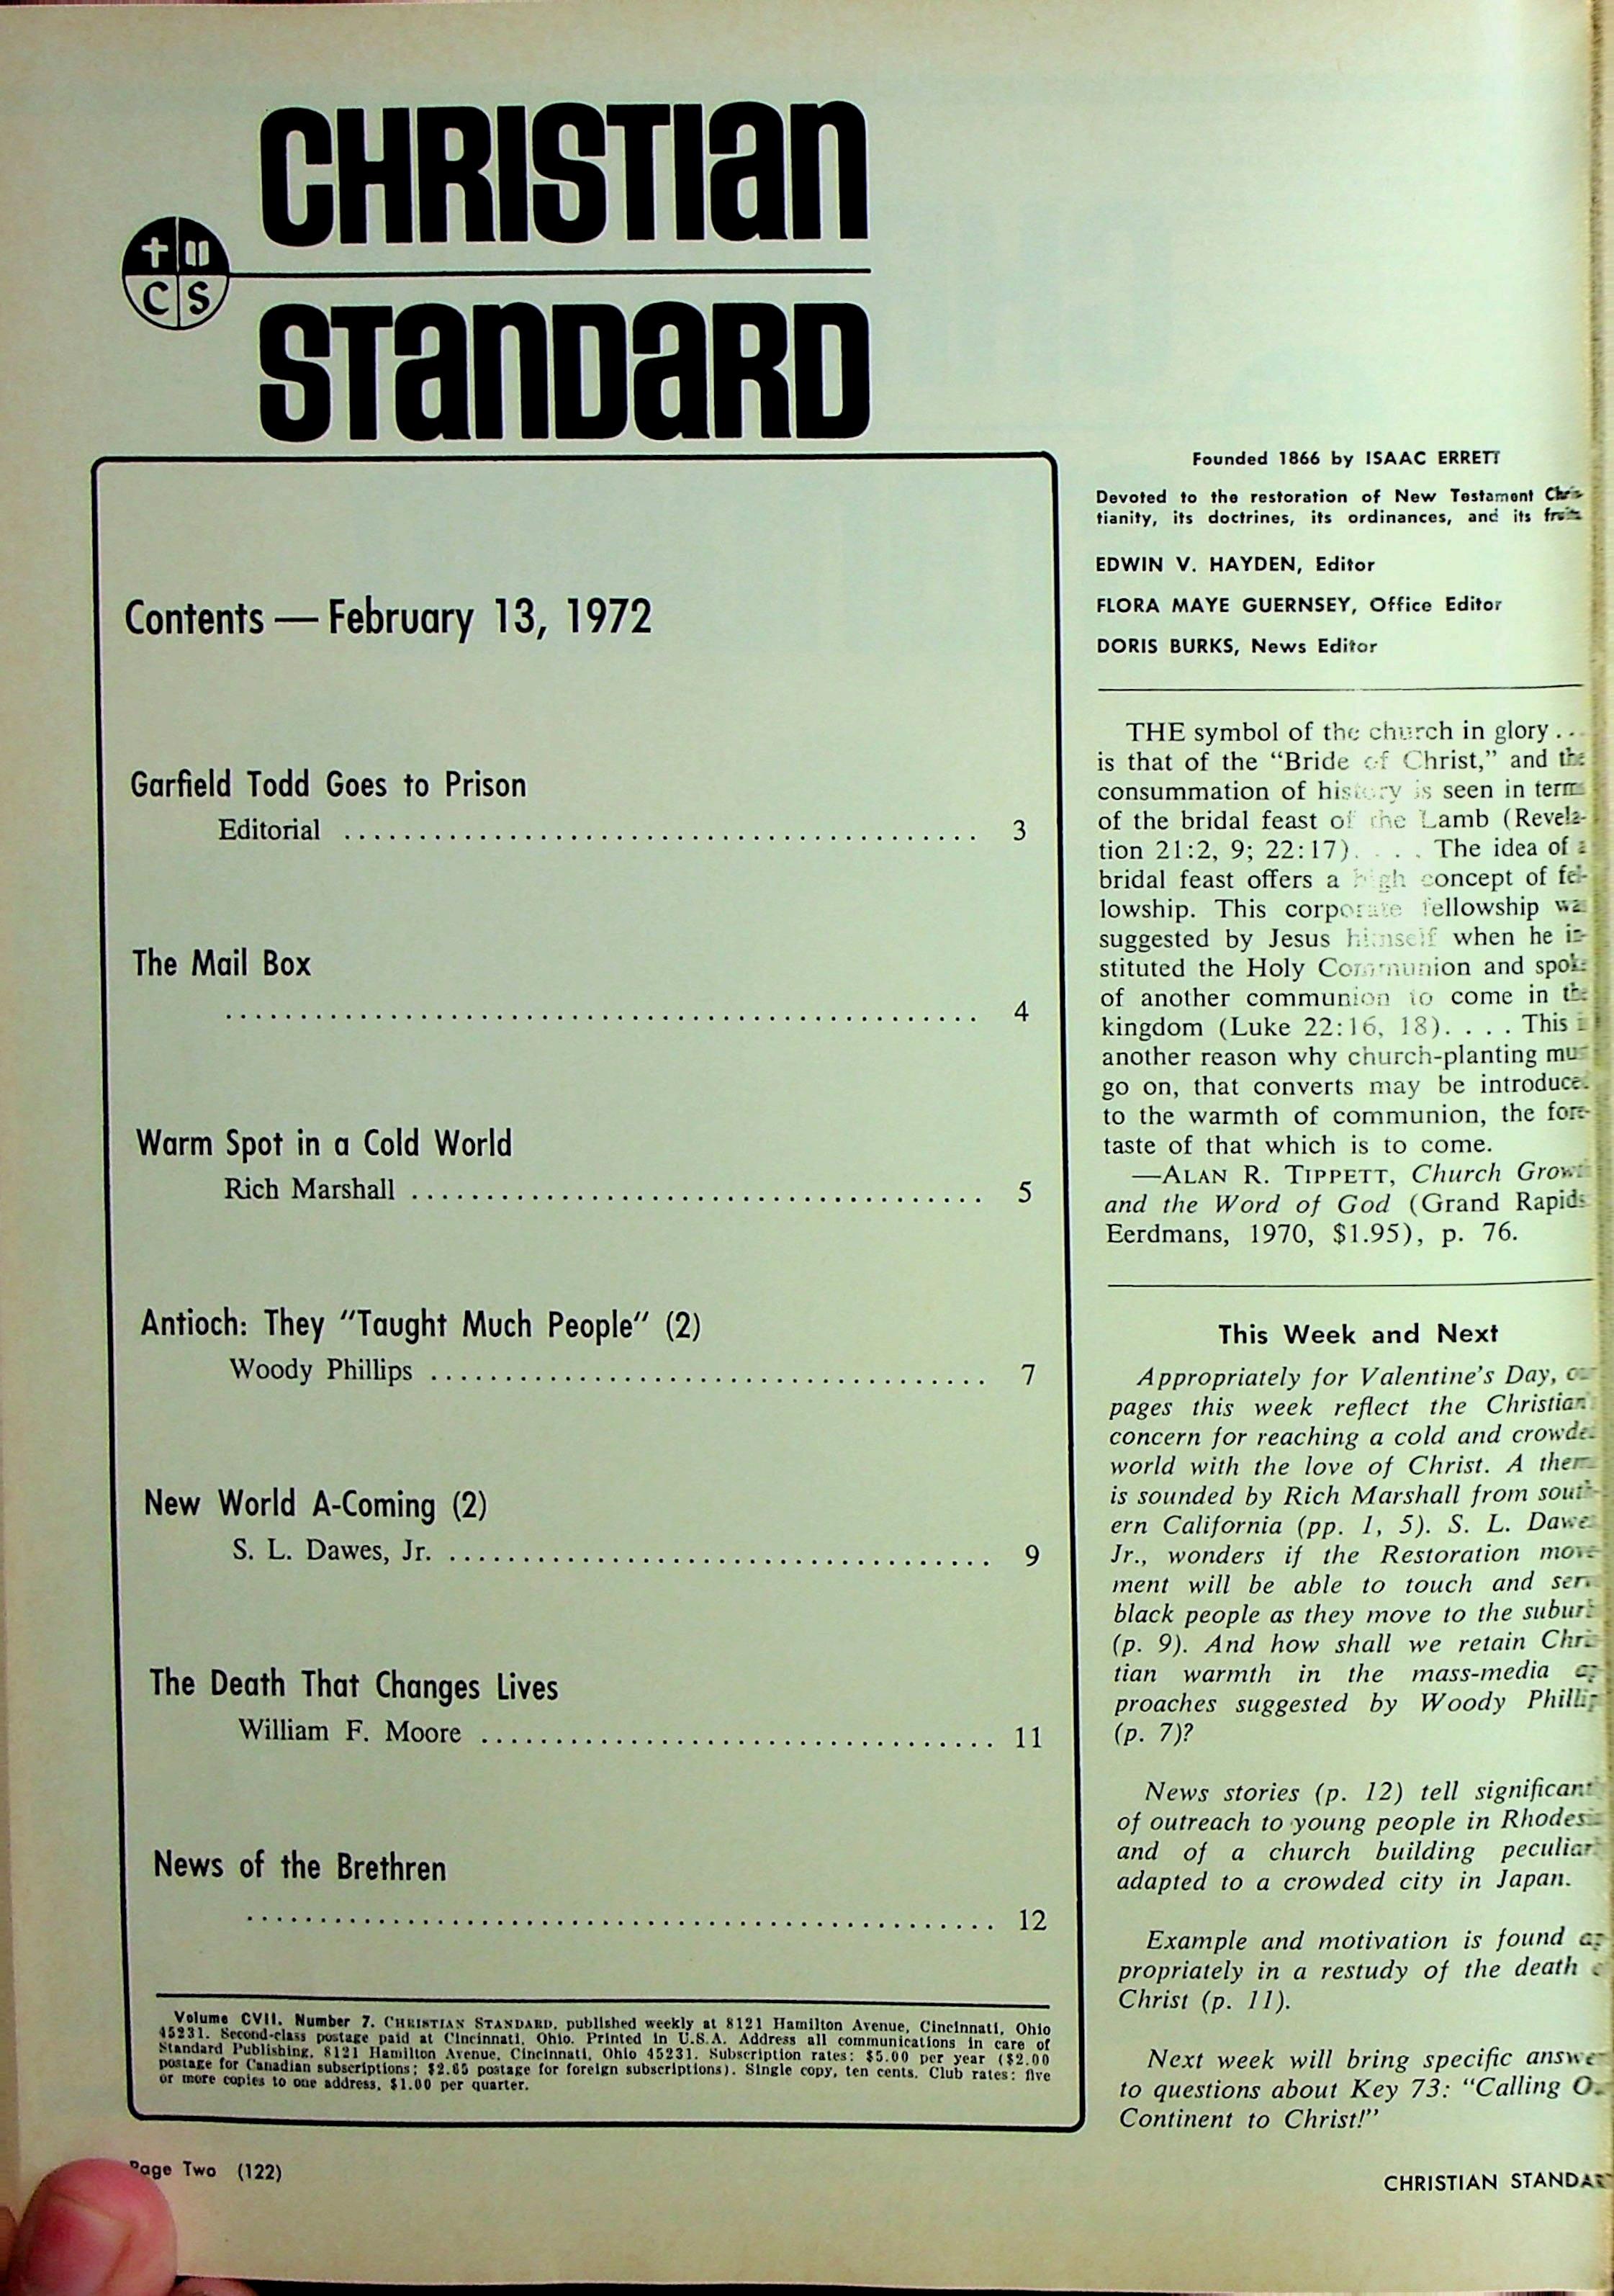 CHRISTIAN
C S
STANDARD
Contents — February 13, 1972
Garfield Todd Goes to Prison
Editorial .......................................... 3
The Mail Box
.................................................. 4
Warm Spot in a Cold World
Rich Marshall ...................................... 5
Antioch: They "Taught Much People" (2)
Woody Phillips ..................................... 7
New World A-Coming (2)
S. L. Dawes, Jr. .................................... 9
The Death That Changes Lives
William F. Moore .................................. 11
News of the Brethren
.................................................. 12
Volume CVII, Number 7. CHRISTIAN STANDARD, published weekly at 8121 Hamilton Avenue, Cincinnati, Ohio
45231. Second-class postage paid at Cincinnati, Ohio. Printed in U.S.A. Address all communications in care of
Standard Publishing, 8121 Hamilton Avenue, Cincinnati, Ohio 45231. Subscription rates: $5.00 per year ($2.00
postage for Canadian subscriptions; $2.65 postage for foreign subscriptions). Single copy, ten cents. Club rates: five
or more copies to one address, $1.00 per quarter.
Page Two (122)
Founded 1866 by ISAAC ERRETT
Devoted to the restoration of New Testament Chris-
tianity, its doctrines, its ordinances, and its fruits
EDWIN V. HAYDEN, Editor
FLORA MAYE GUERNSEY, Office Editor
DORIS BURKS, News Editor
THE symbol of the church in glory . . .
is that of the “Bride of Christ,” and the
consummation of history is seen in terms
of the bridal feast of the Lamb (Revela-
tion 21:2, 9; 22:17). . . . The idea of a
bridal feast offers a high concept of fel-
lowship. This corporate fellowship was
suggested by Jesus himself when he in-
stituted the Holy Communion and spoke
of another communion to come in the
kingdom (Luke 22:16, 18). . . . This is
another reason why church-planting must
go on, that converts may be introduced
to the warmth of communion, the fore-
taste of that which is to come.
—ALAN R. TIPPETT, Church Growth
and the Word of God (Grand Rapids
Eerdmans, 1970, $1.95), p. 76.
This Week and Next
Appropriately for Valentine's Day, our
pages this week reflect the Christian
concern for reaching a cold and crowded
world with the love of Christ. A theme
is sounded by Rich Marshall from south-
ern California (pp. 1, 5). S. L. Dawes
Jr., wonders if the Restoration move-
ment will be able to touch and serve
black people as they move to the suburbs
(p. 9). And how shall we retain Chris-
tian warmth in the mass-media ap-
proaches suggested by Woody Phillips
(p. 7)?
News stories (p. 12) tell significantly
of outreach to young people in Rhodesia
and of a church building peculiarly
adapted to a crowded city in Japan.
Example and motivation is found ap-
propriately in a restudy of the death of
Christ (p. 11).
Next week will bring specific answers
to questions about Key 73: “Calling Our
Continent to Christ!”
CHRISTIAN STANDARD